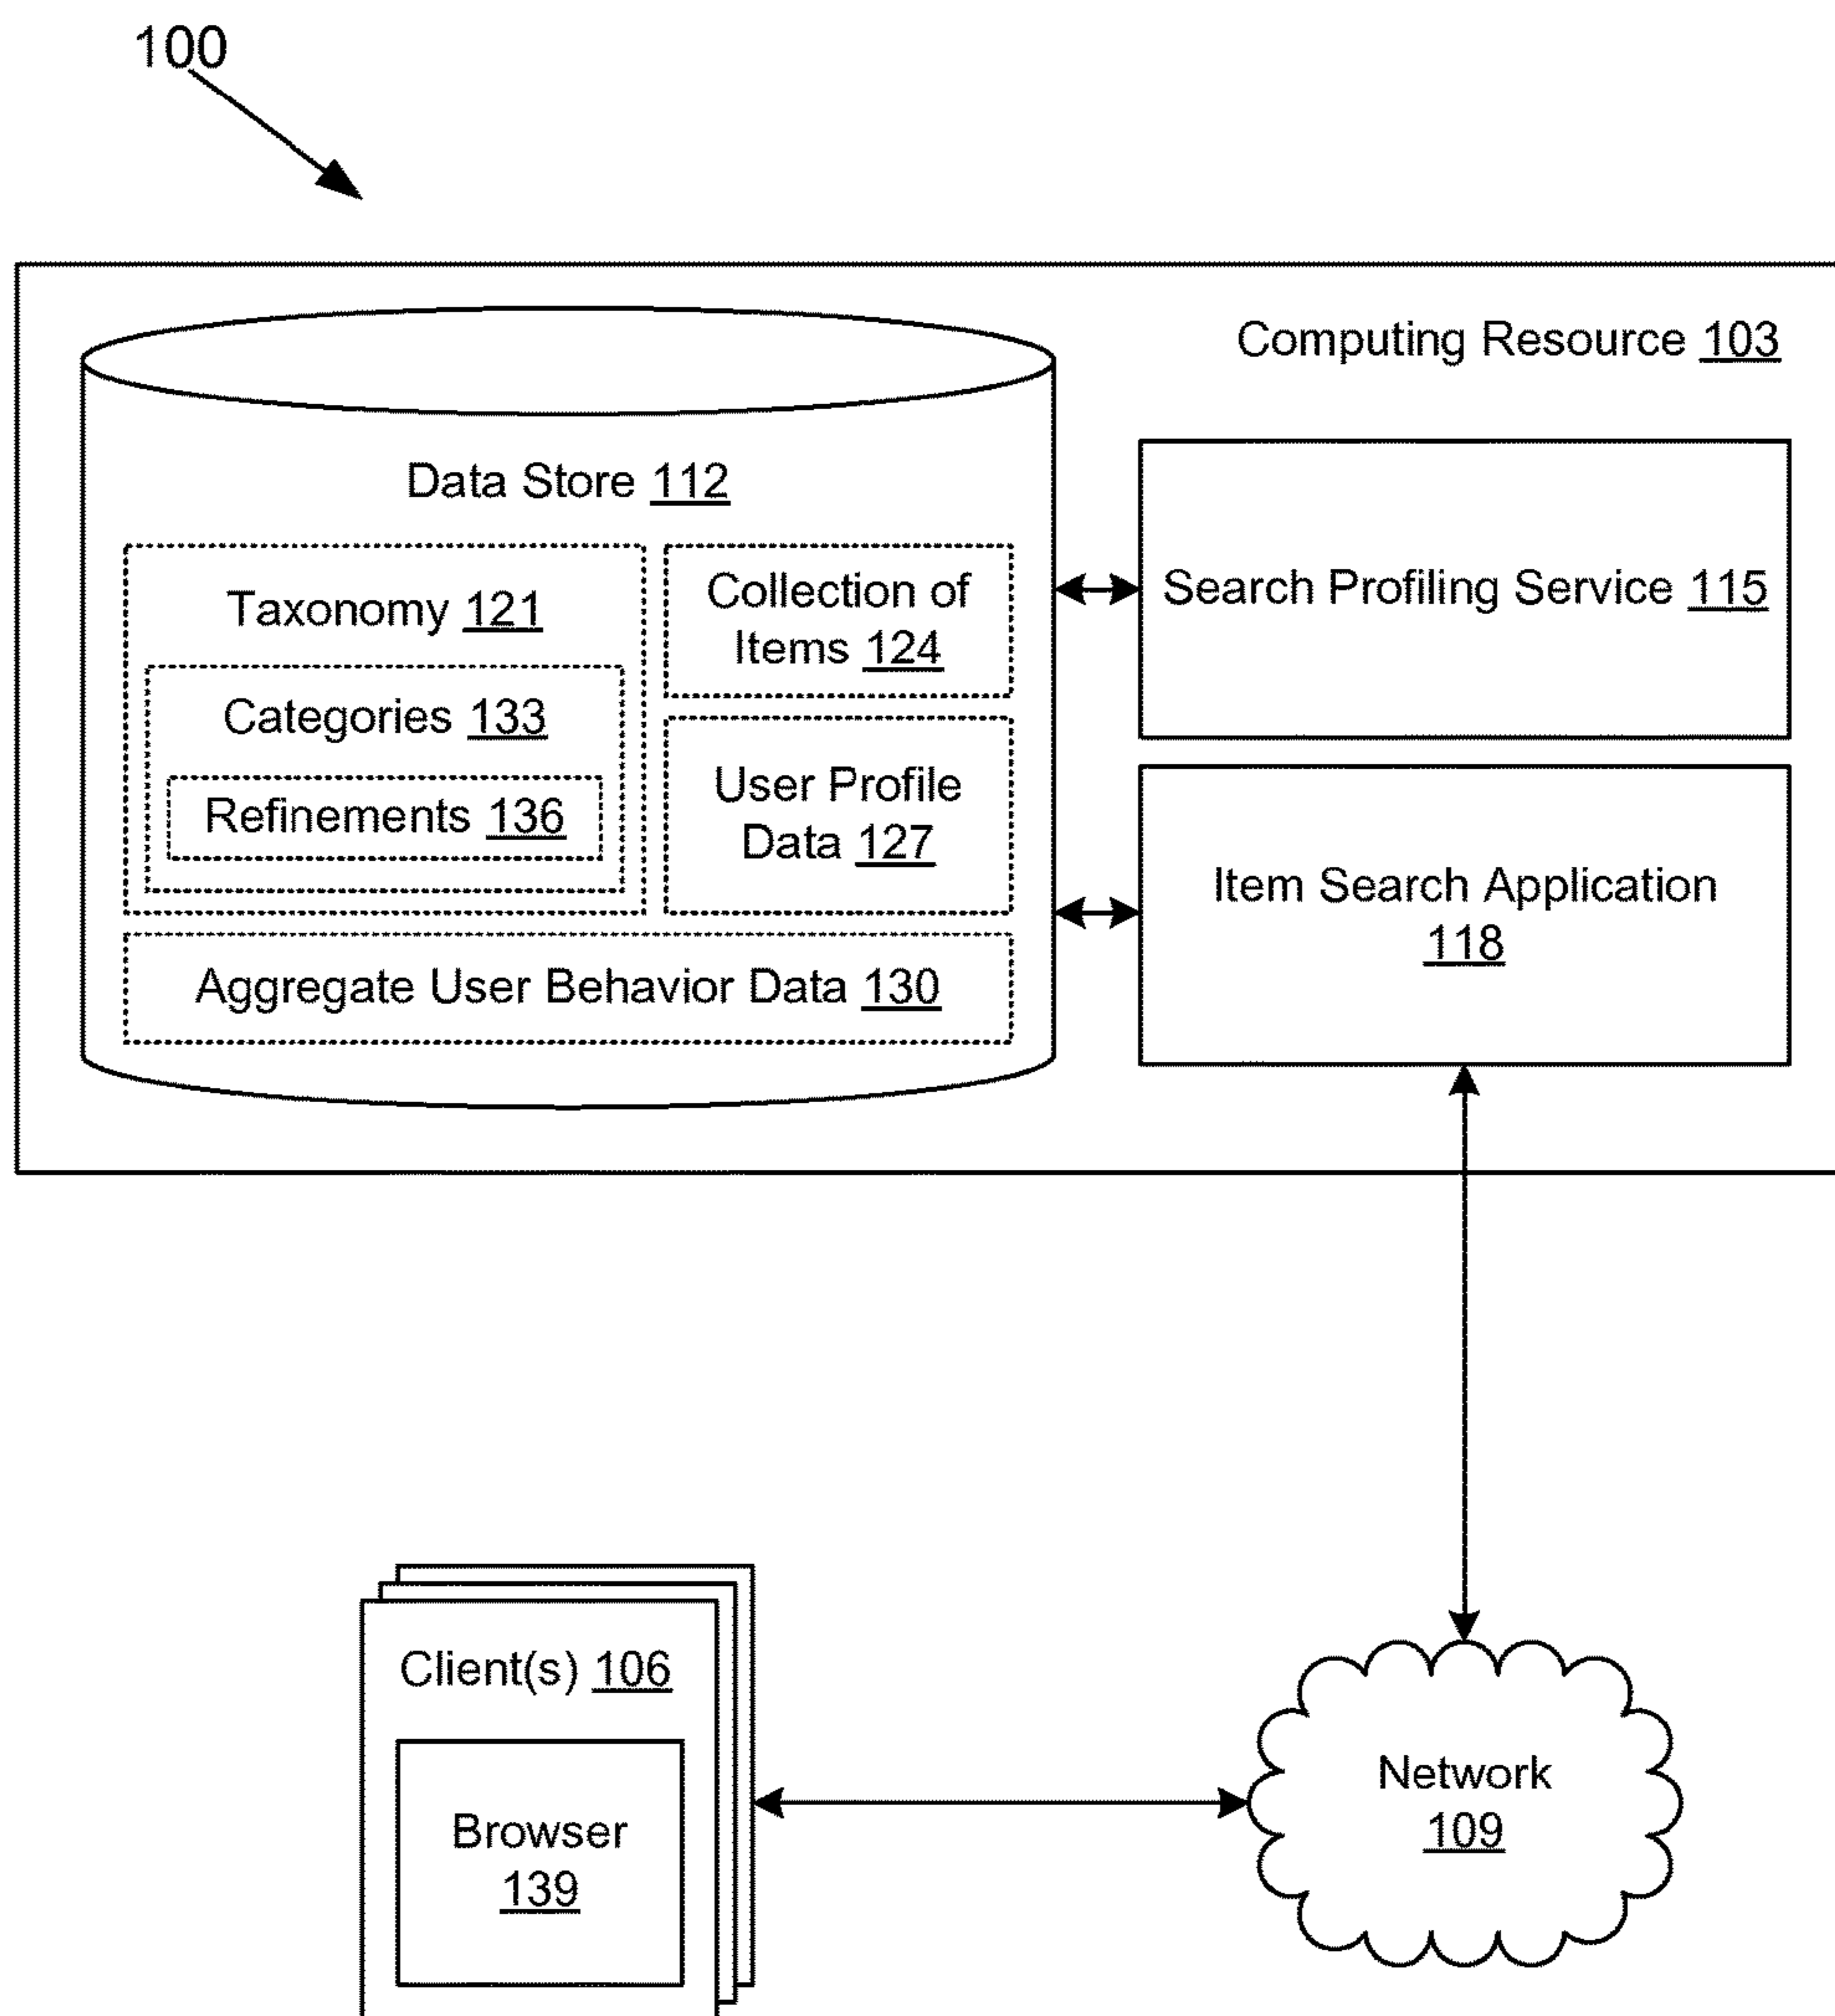 100
Computing Resource 103
Data Store 112
Taxonomy 121
Categories 133
Refinements 136
Collection of
Items 124
User Profile
Data 127
Aggregate User Behavior Data 130
Search Profiling Service 115
Item Search Application
118
Client(s) 106
Browser
139
Network
109